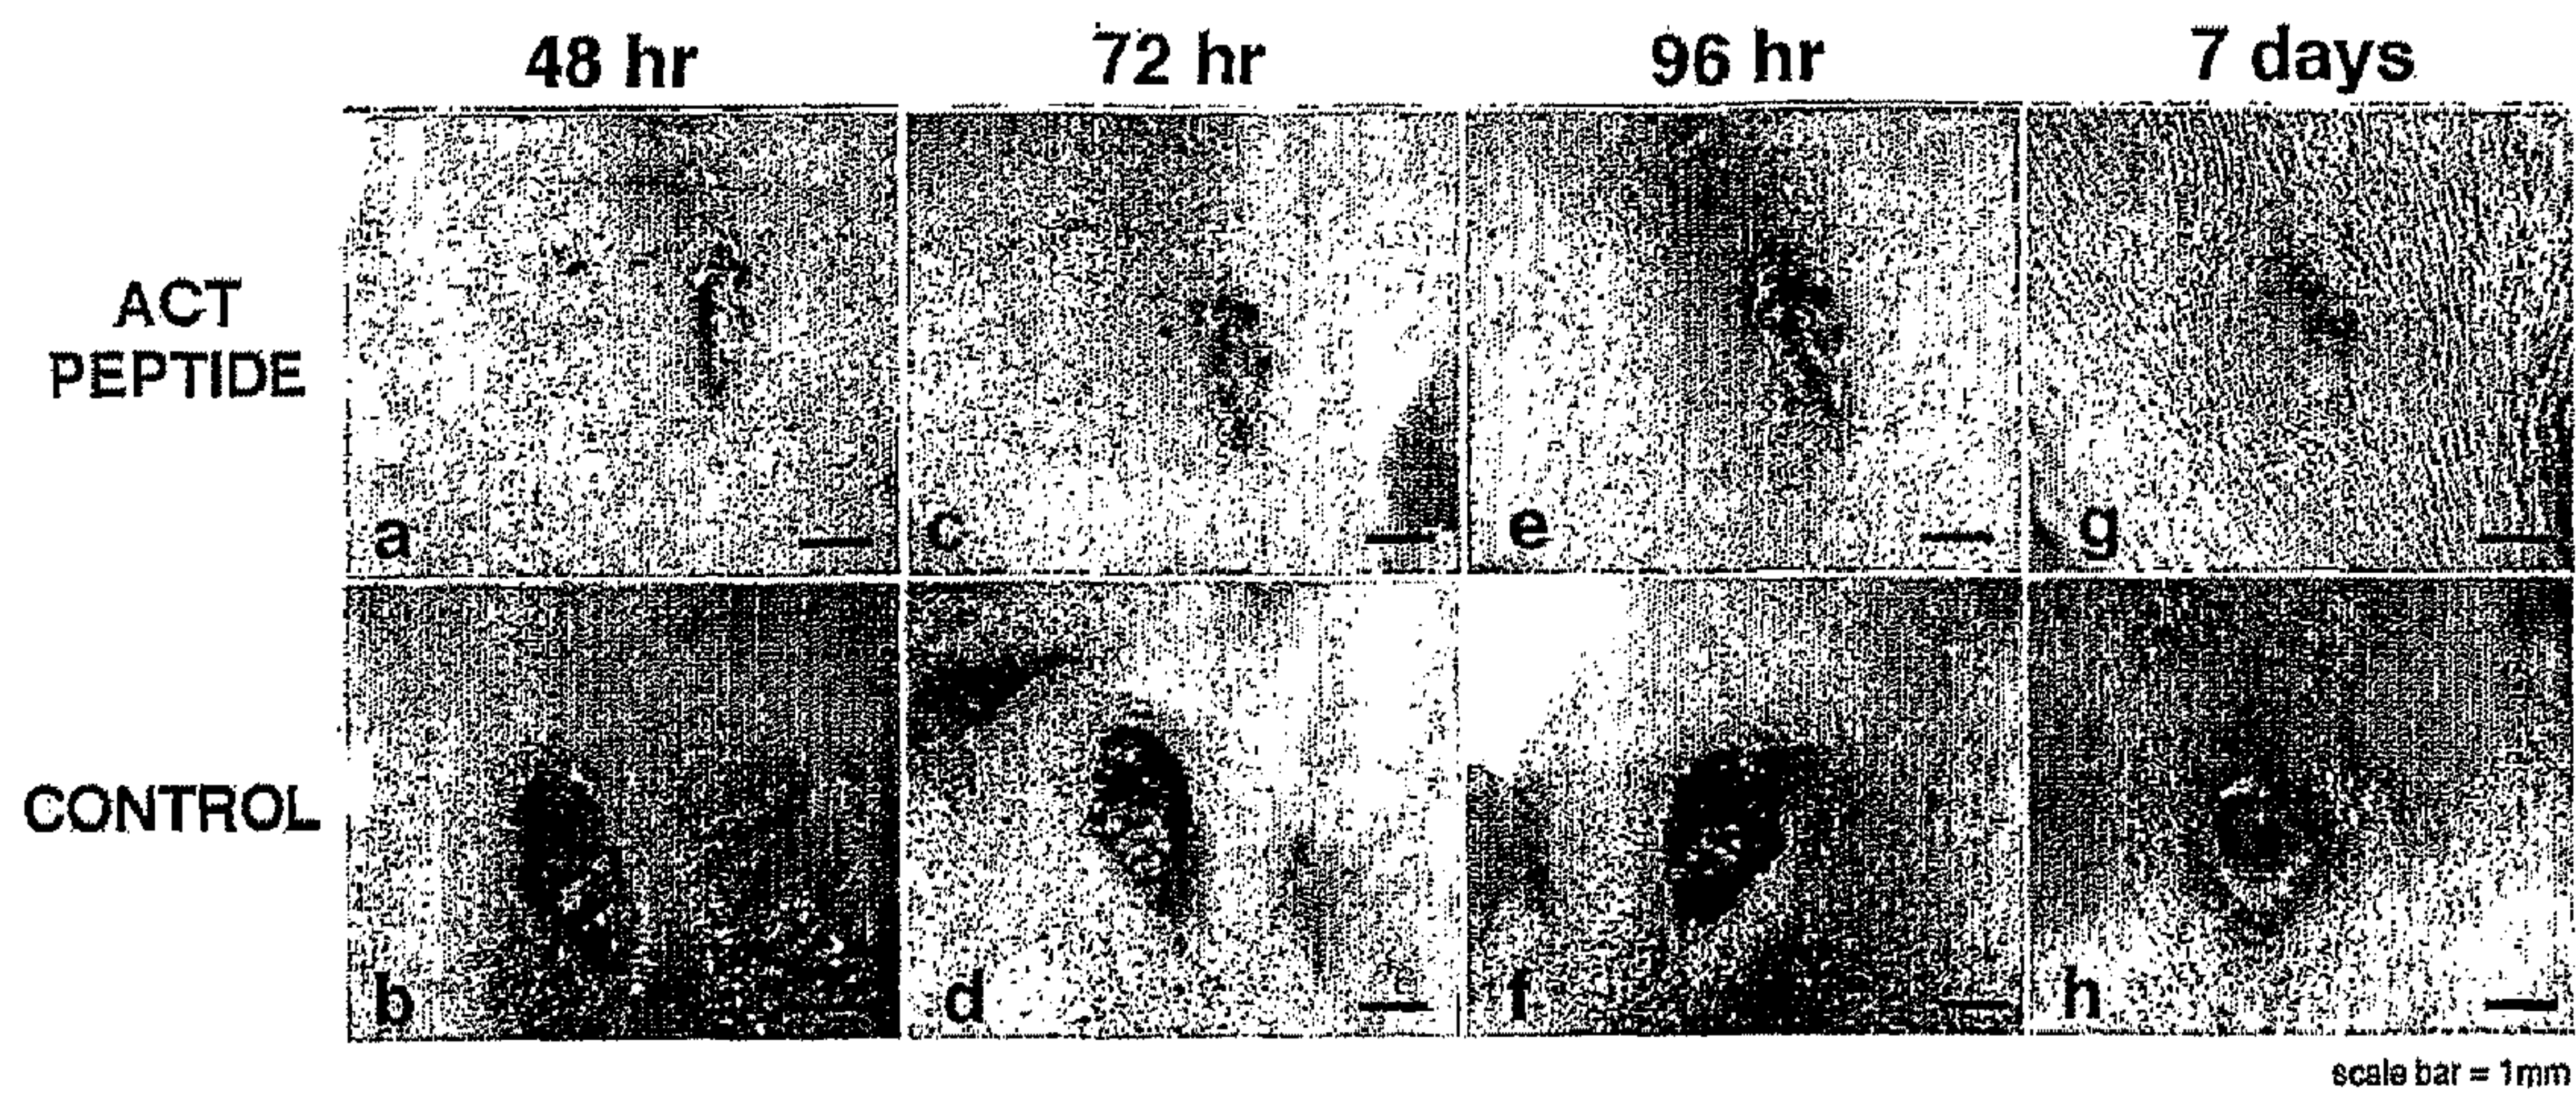 48 hr
72 hr
96 hr
7 days
ACT
PEPTIDE
a
c
e
g
CONTROL
b
d
f
h
scale bar = 1mm